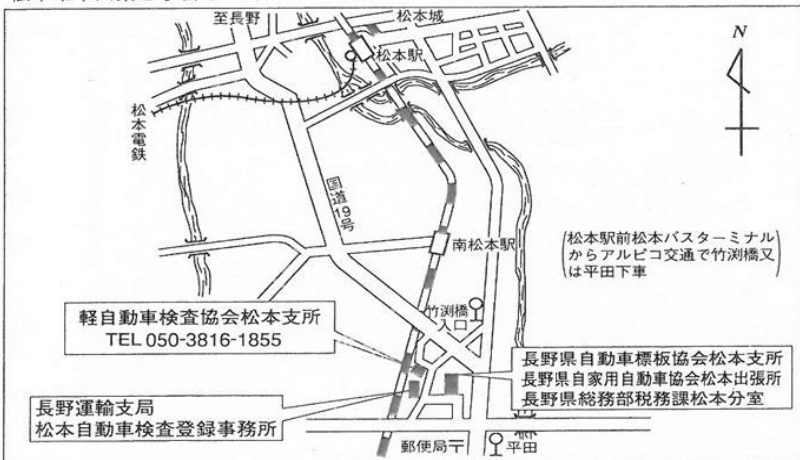 至長野
松本城
松本駅
松本電鉄
国道19号
N
南松本駅
(松本駅前松本バスターミナル
からアルピコ交通で竹渕橋又
は平田下車)
竹渕橋
入口
軽自動車検査協会松本支所
TEL 050-3816-1855
長野県自動車標板協会松本支所
長野県自家用自動車協会松本出張所
長野県総務部税務課松本分室
長野運輸支局
松本自動車検査登録事務所
郵便局〒
平田